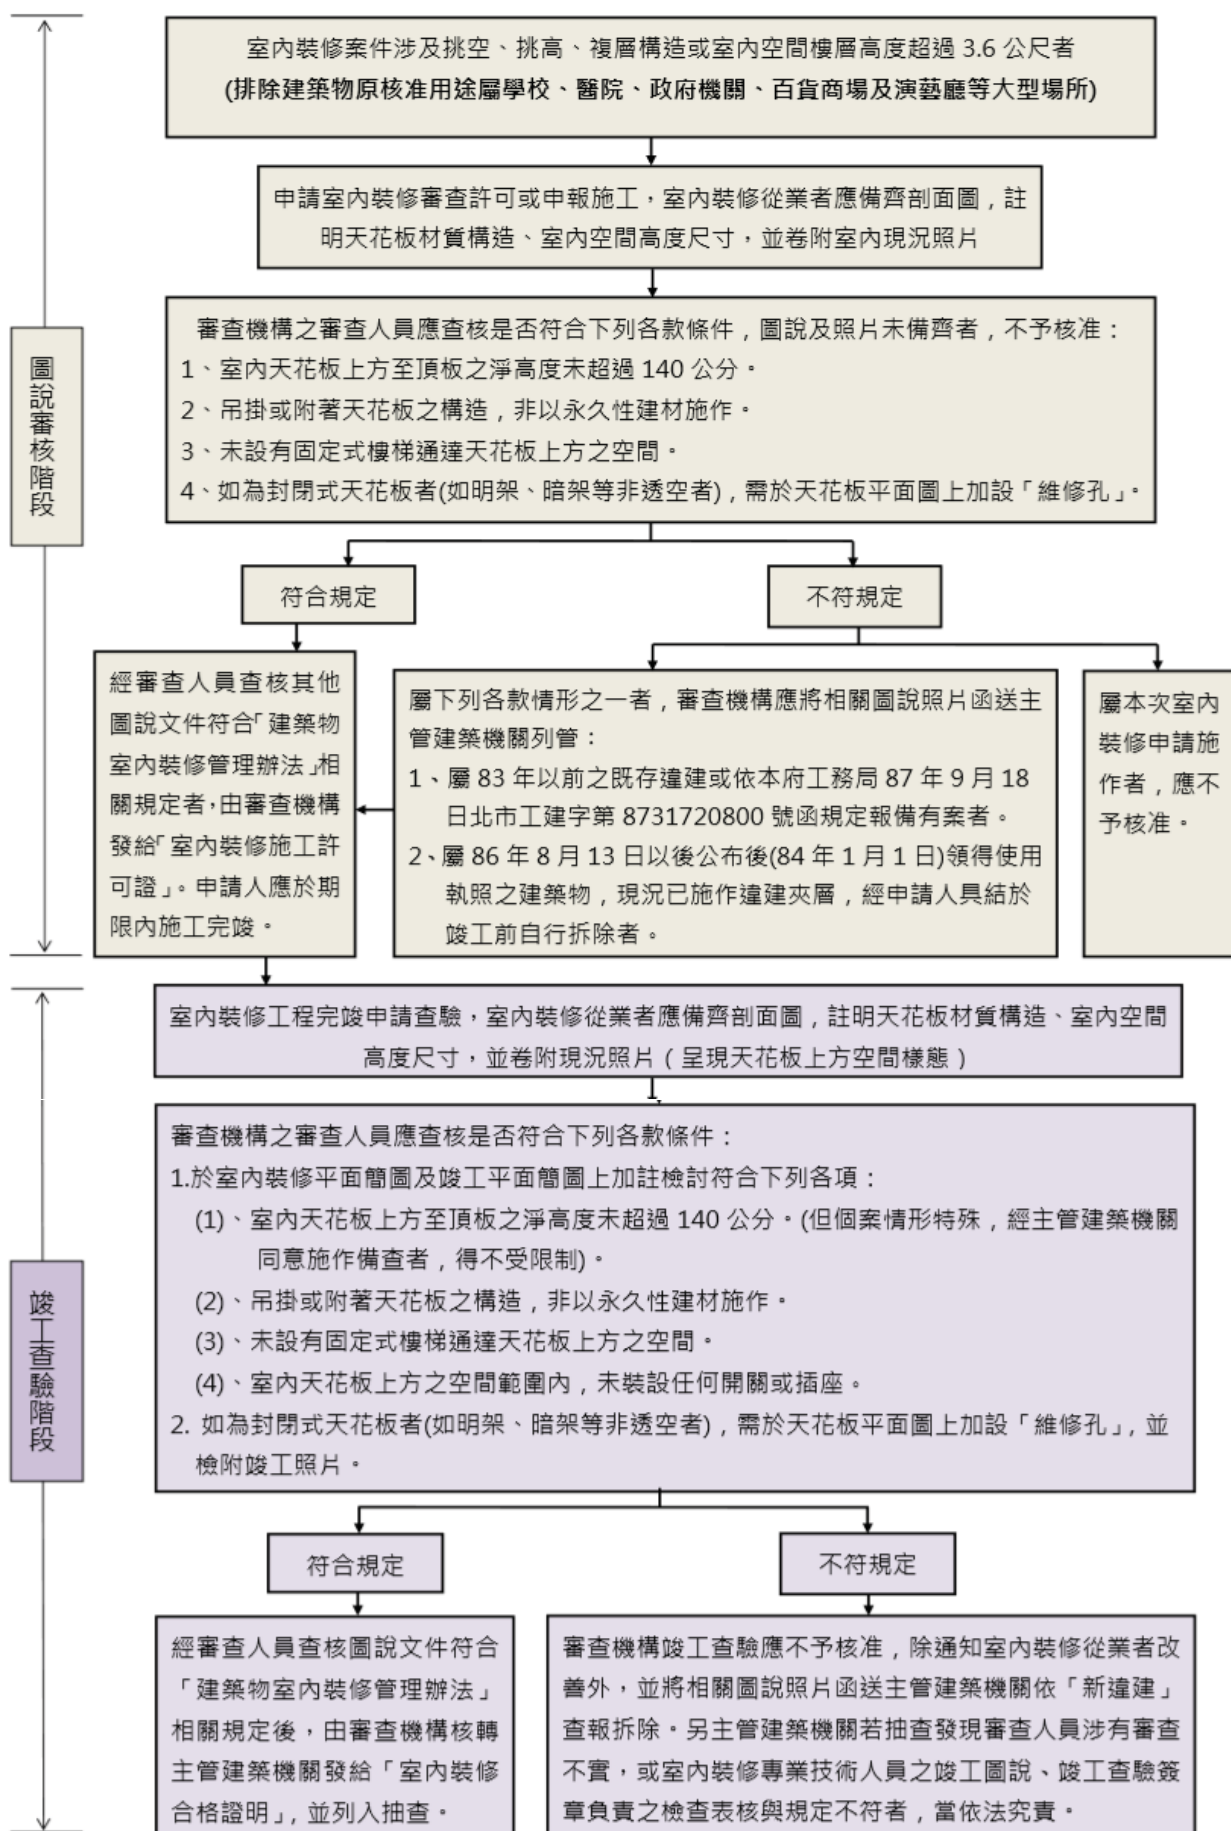 室內裝修案件涉及挑空、挑高、複層構造或室內空間樓層高度超過 3.6 公尺者
(排除建築物原核准用途屬學校、醫院、政府機關、百貨商場及演藝廳等大型場所)
申請室內裝修審查許可或申報施工，室內裝修從業者應備齊剖面圖，註
明天花板材質構造、室內空間高度尺寸，並卷附室內現況照片
圖說審核階段
審查機構之審查人員應查核是否符合下列各款條件，圖說及照片未備齊者，不予核准：
1、室內天花板上方至頂板之淨高度未超過 140 公分。
2、吊掛或附著天花板之構造，非以永久性建材施作。
3、未設有固定式樓梯通達天花板上方之空間。
4、如為封閉式天花板者(如明架、暗架等非透空者)，需於天花板平面圖上加設「維修孔」。
符合規定
不符規定
經審查人員查核其他
圖說文件符合「建築物
室內裝修管理辦法」相
關規定者，由審查機構
發給「室內裝修施工許
可證」。申請人應於期
限內施工完竣。
屬下列各款情形之一者，審查機構應將相關圖說照片函送主
管建築機關列管：
1、屬 83 年以前之既存違建或依本府工務局 87 年 9 月 18
日北市工建字第 8731720800 號函規定報備有案者。
2、屬 86 年 8 月 13 日以後公布後(84 年 1 月 1 日)領得使用
執照之建築物，現況已施作違建夾層，經申請人具結於
竣工前自行拆除者。
屬本次室內
裝修申請施
作者，應不
予核准。
室內裝修工程完竣申請查驗，室內裝修從業者應備齊剖面圖，註明天花板材質構造、室內空間
高度尺寸，並卷附現況照片（呈現天花板上方空間樣態）
竣工查驗階段
審查機構之審查人員應查核是否符合下列各款條件：
1.於室內裝修平面簡圖及竣工平面簡圖上加註檢討符合下列各項：
(1)、室內天花板上方至頂板之淨高度未超過 140 公分。(但個案情形特殊，經主管建築機關
同意施作備查者，得不受限制)。
(2)、吊掛或附著天花板之構造，非以永久性建材施作。
(3)、未設有固定式樓梯通達天花板上方之空間。
(4)、室內天花板上方之空間範圍內，未裝設任何開關或插座。
2. 如為封閉式天花板者(如明架、暗架等非透空者)，需於天花板平面圖上加設「維修孔」，並
檢附竣工照片。
符合規定
不符規定
經審查人員查核圖說文件符合
「建築物室內裝修管理辦法」
相關規定後，由審查機構核轉
主管建築機關發給「室內裝修
合格證明」，並列入抽查。
審查機構竣工查驗應不予核准，除通知室內裝修從業者改
善外，並將相關圖說照片函送主管建築機關依「新違建」
查報拆除。另主管建築機關若抽查發現審查人員涉有審查
不實，或室內裝修專業技術人員之竣工圖說、竣工查驗簽
章負責之檢查表核與規定不符者，當依法究責。